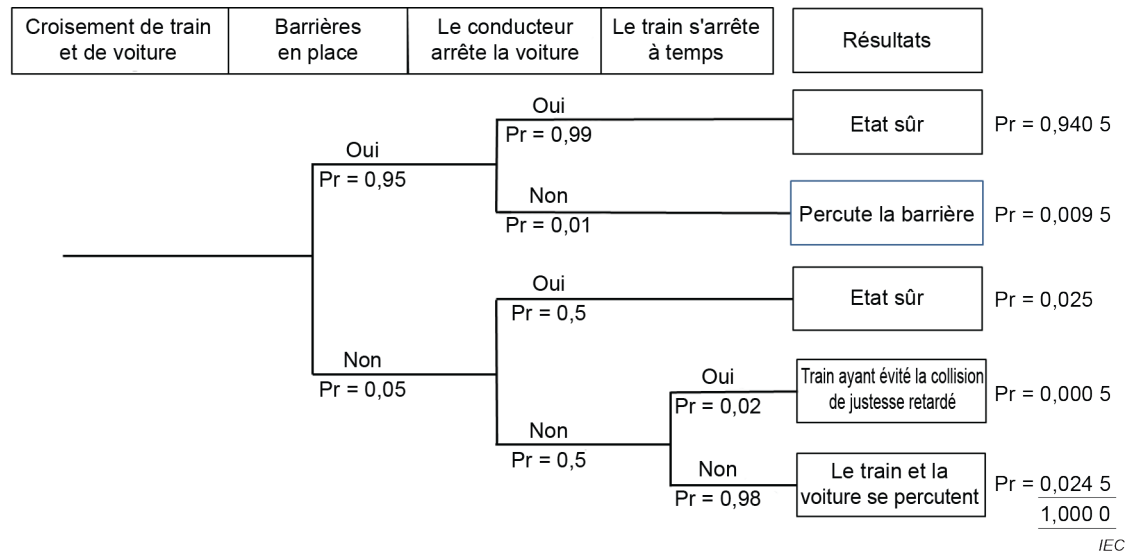 Croisement de train
et de voiture
Barrières
en place
Le conducteur
arrête la voiture
Le train s'arrête
à temps
Résultats
Oui
Pr = 0,99
Etat sûr
Pr = 0,940 5
Oui
Pr = 0,95
Non
Pr = 0,01
Percute la barrière
Pr = 0,009 5
Oui
Pr = 0,5
Etat sûr
Pr = 0,025
Non
Pr = 0,05
Oui
Pr = 0,02
Train ayant évité la collision
de justesse retardé
Pr = 0,000 5
Non
Pr = 0,5
Non
Pr = 0,98
Le train et la
voiture se percutent
Pr = 0,024 5
1,000 0
IEC